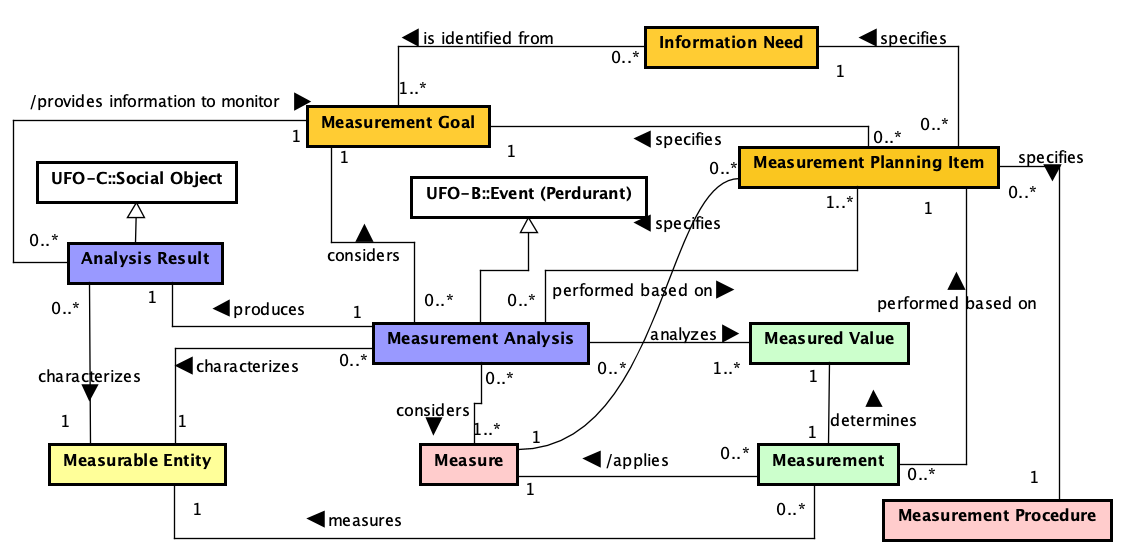 is identified from
Information Need
specifies
0..*
1
1..*
/provides information to monitor
Measurement Goal
1
1
1
specifies
0..*
0..*
Measurement Planning Item
specifies
0..*
0..*
1..*
1
UFO-C::Social Object
UFO-B::Event (Perdurant)
specifies
0..*
Analysis Result
considers
0..*
1
0..*
0..*
performed based on
performed based on
produces
1
Measurement Analysis
analyzes
Measured Value
characterizes
0..*
0..*
0..*
1..*
1
characterizes
considers
determines
1
1
1..*
1
1
Measurable Entity
Measure
/applies
0..*
Measurement
0..*
1
1
1
measures
0..*
Measurement Procedure